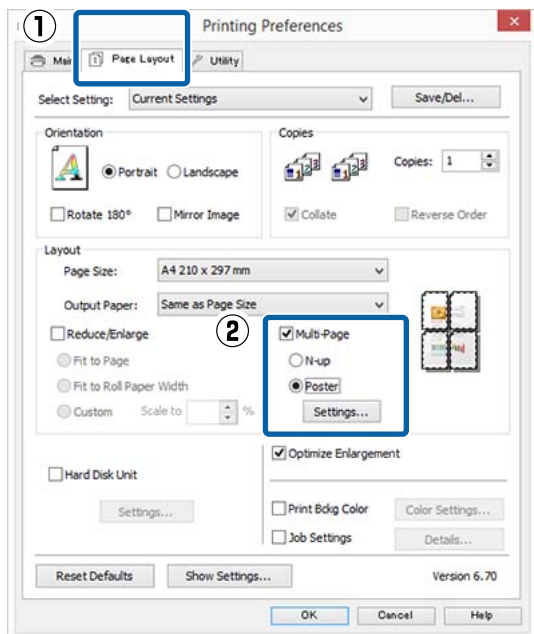 ①
Printing Preferences
Main Page Layout Utility
Select Setting: Current Settings Save/Del...
Orientation Copies
Portrait Landscape Copies: 1
Rotate 180° Mirror Image Collate Reverse Order
Layout
Page Size: A4 210 x 297 mm
Output Paper: Same as Page Size
②
Reduce/Enlarge Multi-Page
Fit to Page N-up
Fit to Roll Paper Width Poster
Custom Scale to % Settings...
Optimize Enlargement
Hard Disk Unit
Settings... Print Bckg Color Color Settings...
Job Settings Details...
Reset Defaults Show Settings... Version 6.70
OK Cancel Help